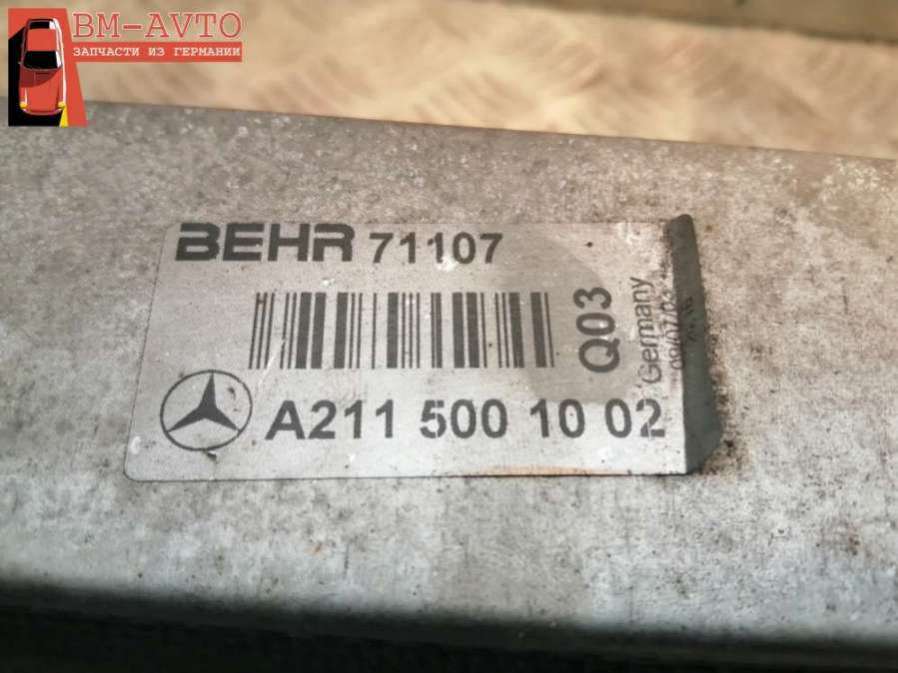 BM-AVTO
ЗАПЧАСТИ ИЗ ГЕРМАНИИ
BEHR 71107
Q03
Germany
A211 500 10 02